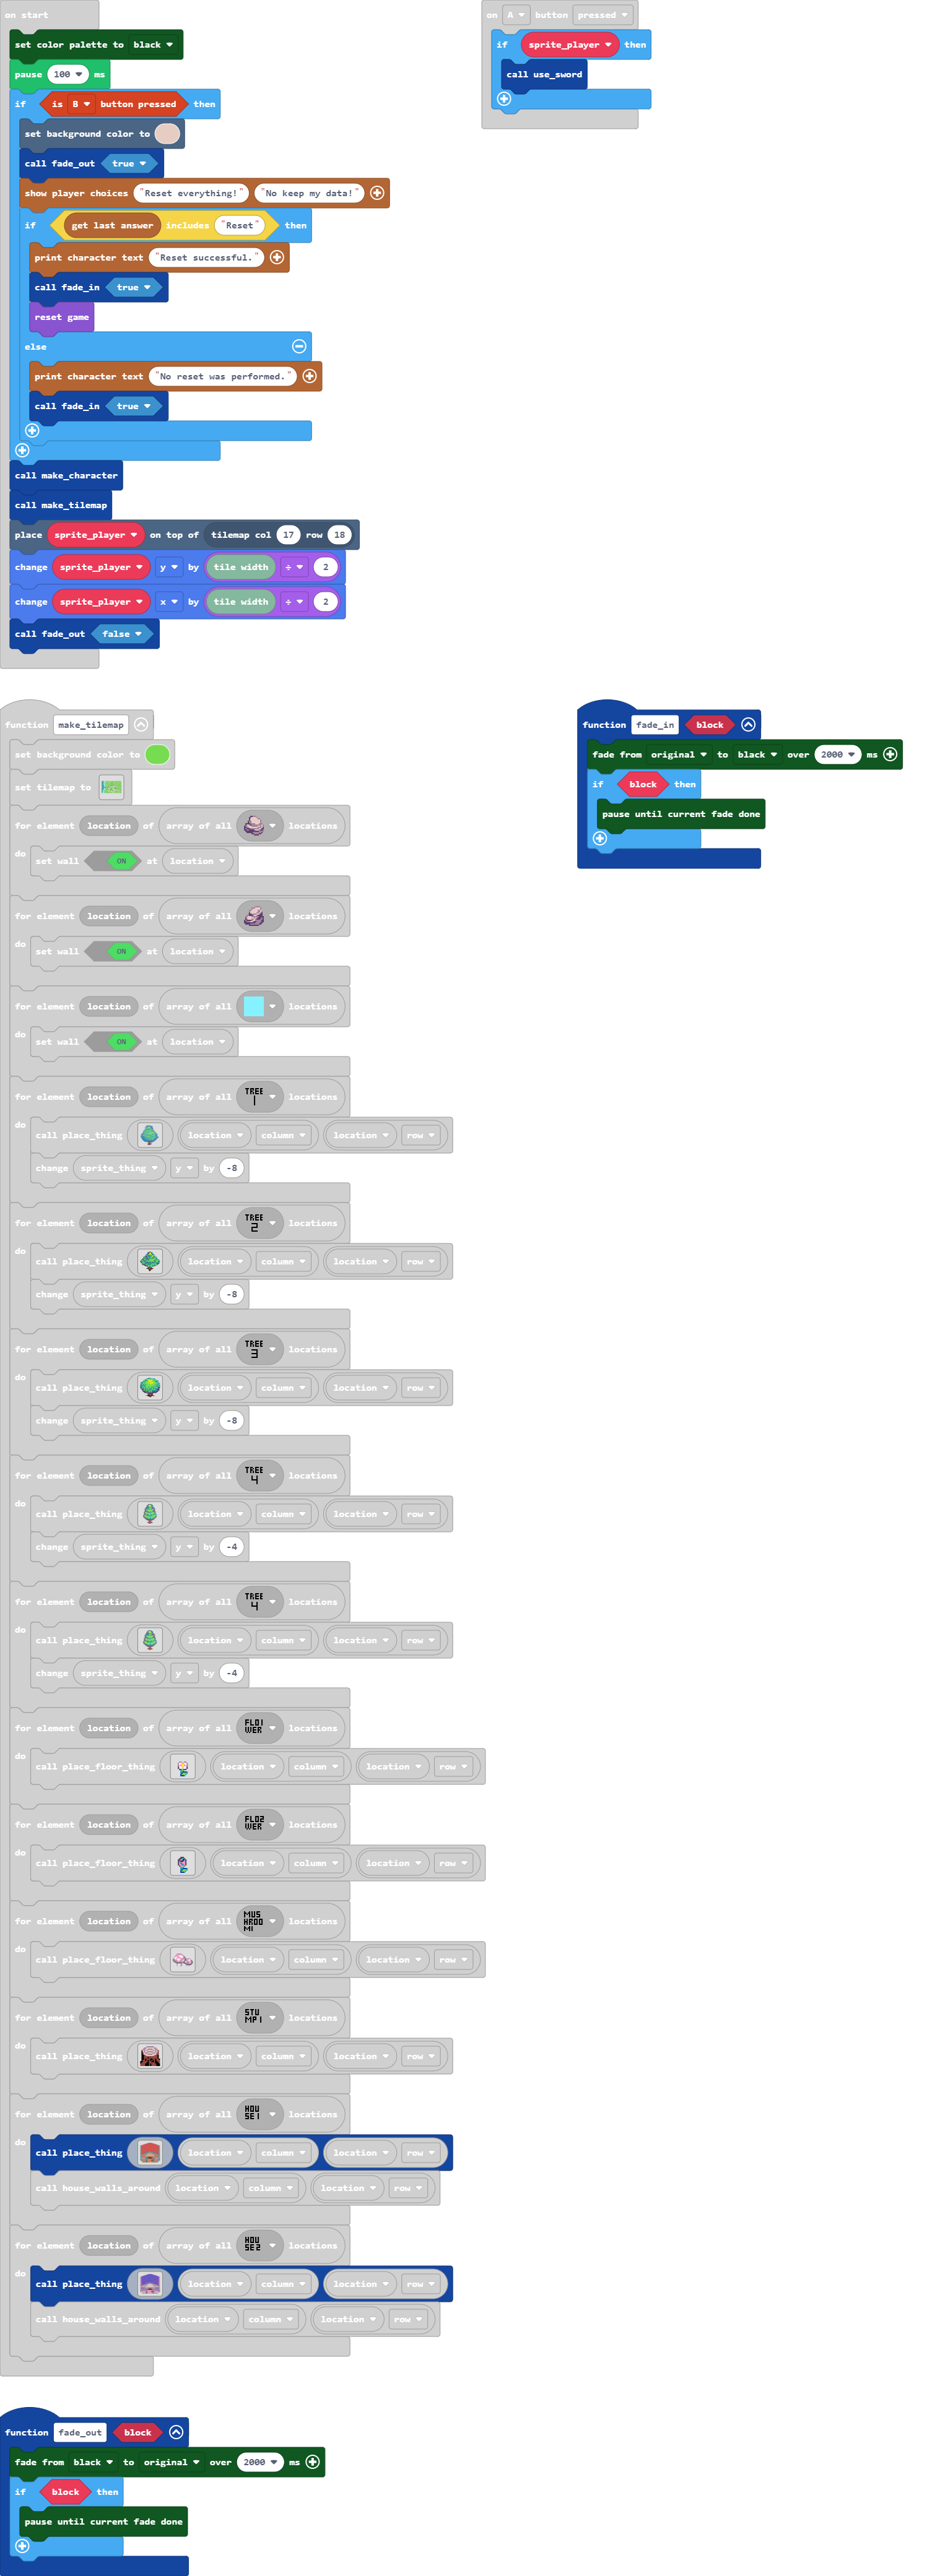 on start
set color palette to black
pause 100 ms
if is B button pressed then
set background color to
call fade_out true
show player choices "Reset everything!" "No keep my data!"
if get last answer includes "Reset" then
print character text "Reset successful."
call fade_in true
reset game
else
print character text "No reset was performed."
call fade_in true
call make_character
call make_tilemap
place sprite_player on top of tilemap col 17 row 18
change sprite_player y by tile width ÷ 2
change sprite_player x by tile width ÷ 2
call fade_out false
on A button pressed
if sprite_player then
call use_sword
function make_tilemap
set background color to
set tilemap to
for element location of array of all locations
do set wall ON at location
for element location of array of all locations
do set wall ON at location
for element location of array of all locations
do set wall ON at location
for element location of array of all TREE 1 locations
do call place_thing location column location row
change sprite_thing y by -8
for element location of array of all TREE 2 locations
do call place_thing location column location row
change sprite_thing y by -8
for element location of array of all TREE 3 locations
do call place_thing location column location row
change sprite_thing y by -8
for element location of array of all TREE 4 locations
do call place_thing location column location row
change sprite_thing y by -4
for element location of array of all TREE 4 locations
do call place_thing location column location row
change sprite_thing y by -4
for element location of array of all FLO1 WER locations
do call place_floor_thing location column location row
for element location of array of all FLO2 WER locations
do call place_floor_thing location column location row
for element location of array of all MUS HROO M1 locations
do call place_floor_thing location column location row
for element location of array of all STU MP1 locations
do call place_thing location column location row
for element location of array of all HOU SE1 locations
do call place_thing location column location row
call house_walls_around location column location row
for element location of array of all HOU SE2 locations
do call place_thing location column location row
call house_walls_around location column location row
function fade_in block
fade from original to black over 2000 ms
if block then
pause until current fade done
function fade_out block
fade from black to original over 2000 ms
if block then
pause until current fade done